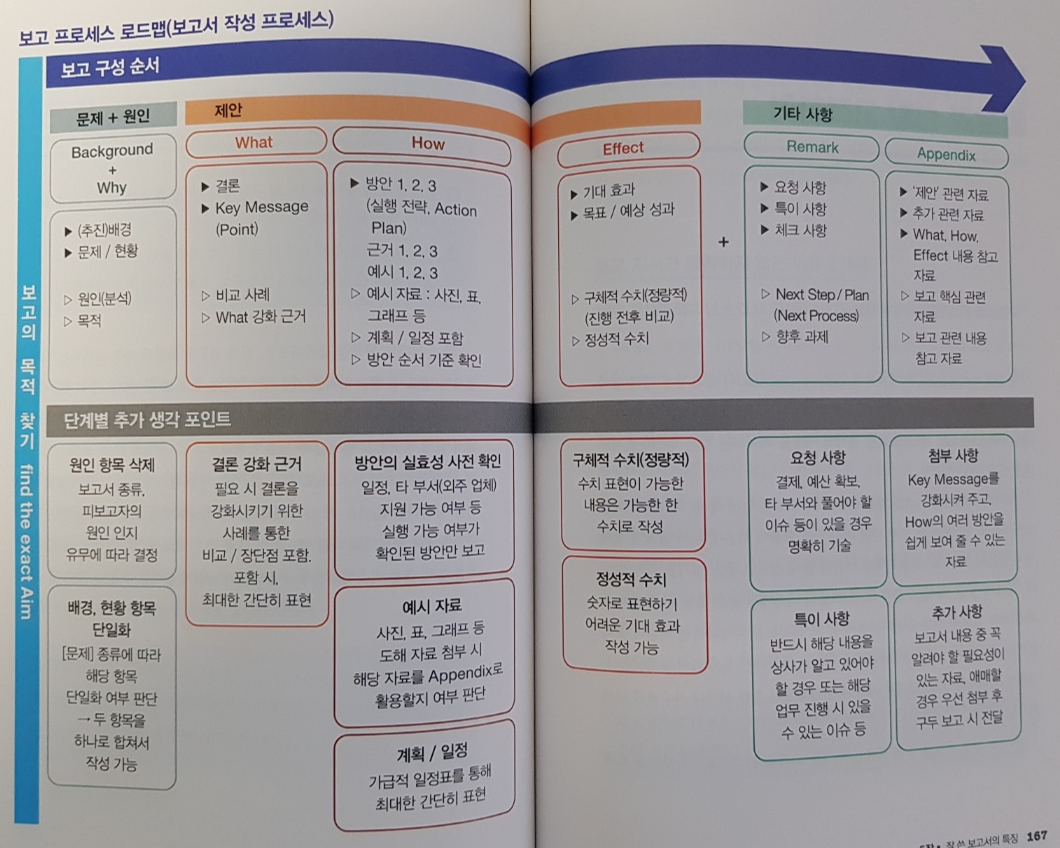 보고 프로세스 로드맵(보고서 작성 프로세스)
보고의 목적 찾기 find the exact Aim
보고 구성 순서
문제 + 원인
Background
+
Why
▶ (추진)배경
▶ 문제 / 현황
▷ 원인(분석)
▷ 목적
제안
What
▶ 결론
▶ Key Message
(Point)
▷ 비교 사례
▷ What 강화 근거
How
▶ 방안 1, 2, 3
(실행 전략, Action
Plan)
근거 1, 2, 3
예시 1, 2, 3
▷ 예시 자료 : 사진, 표,
그래프 등
▷ 계획 / 일정 포함
▷ 방안 순서 기준 확인
Effect
▶ 기대 효과
▶ 목표 / 예상 성과
▷ 구체적 수치(정량적)
(진행 전후 비교)
▷ 정성적 수치
+
기타 사항
Remark
▶ 요청 사항
▶ 특이 사항
▶ 체크 사항
▷ Next Step / Plan
(Next Process)
▷ 향후 과제
Appendix
▶ '제안' 관련 자료
▶ 추가 관련 자료
▶ What, How,
Effect 내용 참고
자료
▷ 보고 핵심 관련
자료
▷ 보고 관련 내용
참고 자료
단계별 추가 생각 포인트
원인 항목 삭제
보고서 종류,
피보고자의
원인 인지
유무에 따라 결정
배경, 현황 항목
단일화
[문제] 종류에 따라
해당 항목
단일화 여부 판단
→ 두 항목을
하나로 합쳐서
작성 가능
결론 강화 근거
필요 시 결론을
강화시키기 위한
사례를 통한
비교 / 장단점 포함.
포함 시,
최대한 간단히 표현
방안의 실효성 사전 확인
일정, 타 부서(외주 업체)
지원 가능 여부 등
실행 가능 여부가
확인된 방안만 보고
예시 자료
사진, 표, 그래프 등
도해 자료 첨부 시
해당 자료를 Appendix로
활용할지 여부 판단
계획 / 일정
가급적 일정표를 통해
최대한 간단히 표현
구체적 수치(정량적)
수치 표현이 가능한
내용은 가능한 한
수치로 작성
정성적 수치
숫자로 표현하기
어려운 기대 효과
작성 가능
요청 사항
결제, 예산 확보,
타 부서와 풀어야 할
이슈 등이 있을 경우
명확히 기술
특이 사항
반드시 해당 내용을
상사가 알고 있어야
할 경우 또는 해당
업무 진행 시 있을
수 있는 이슈 등
첨부 사항
Key Message를
강화시켜 주고,
How의 여러 방안을
쉽게 보여 줄 수 있는
자료
추가 사항
보고서 내용 중 꼭
알려야 할 필요성이
있는 자료, 애매할
경우 우선 첨부 후
구두 보고 시 전달
잘 쓴 보고서의 특징 167